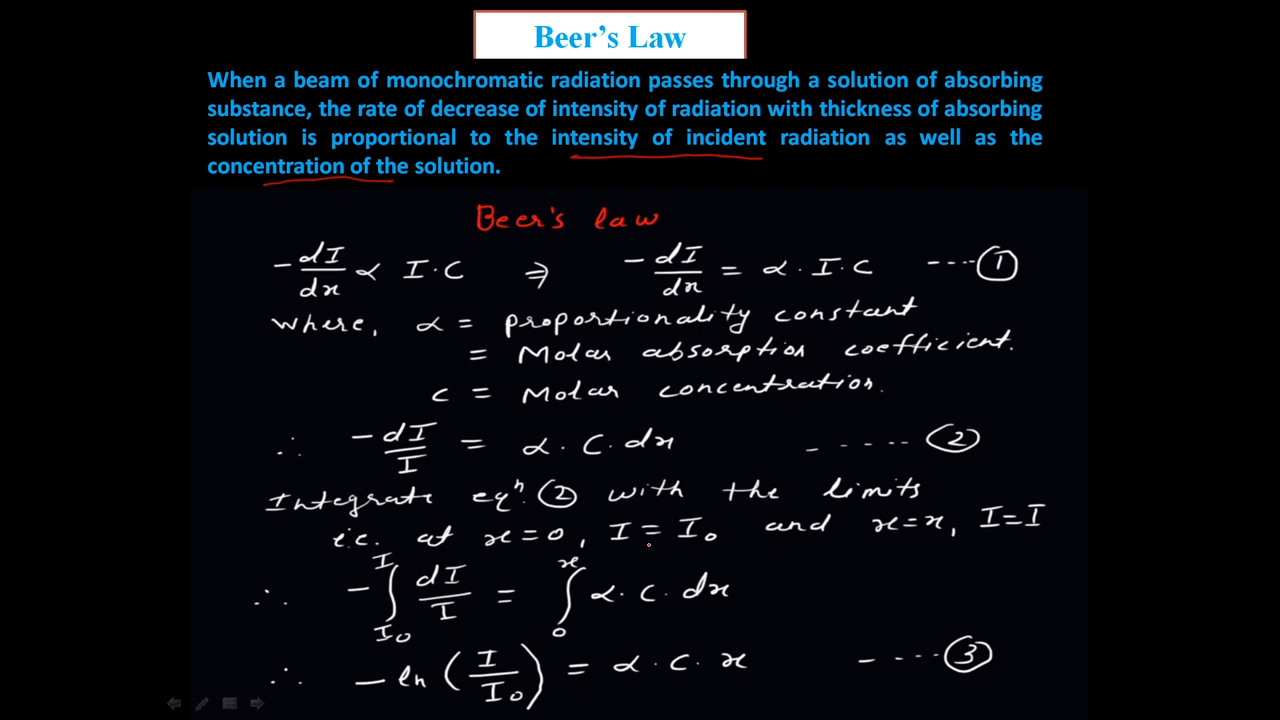 Beer’s Law
When a beam of monochromatic radiation passes through a solution of absorbing
substance, the rate of decrease of intensity of radiation with thickness of absorbing
solution is proportional to the intensity of incident radiation as well as the
concentration of the solution.
Beer's law
-dI/dx ∝ I·C ⇒ -dI/dx = α·I·C ----①
Where, α = proportionality constant
= Molar absorption coefficient.
C = Molar concentration.
∴ -dI/I = α·C·dx ------②
Integrate eqⁿ. ② with the limits
i.e. at x=0, I=I₀ and x=x, I=I
∴ -∫_{I₀}^{I} dI/I = ∫_{0}^{x} α·C·dx
∴ -ln(I/I₀) = α·C·x -----③